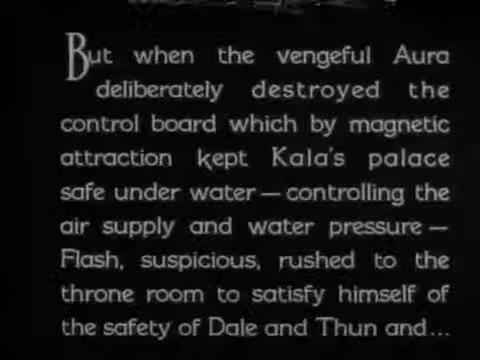 But when the vengeful Aura
deliberately destroyed the
control board which by magnetic
attraction kept Kala's palace
safe under water — controlling the
air supply and water pressure —
Flash, suspicious, rushed to the
throne room to satisfy himself of
the safety of Dale and Thun and...